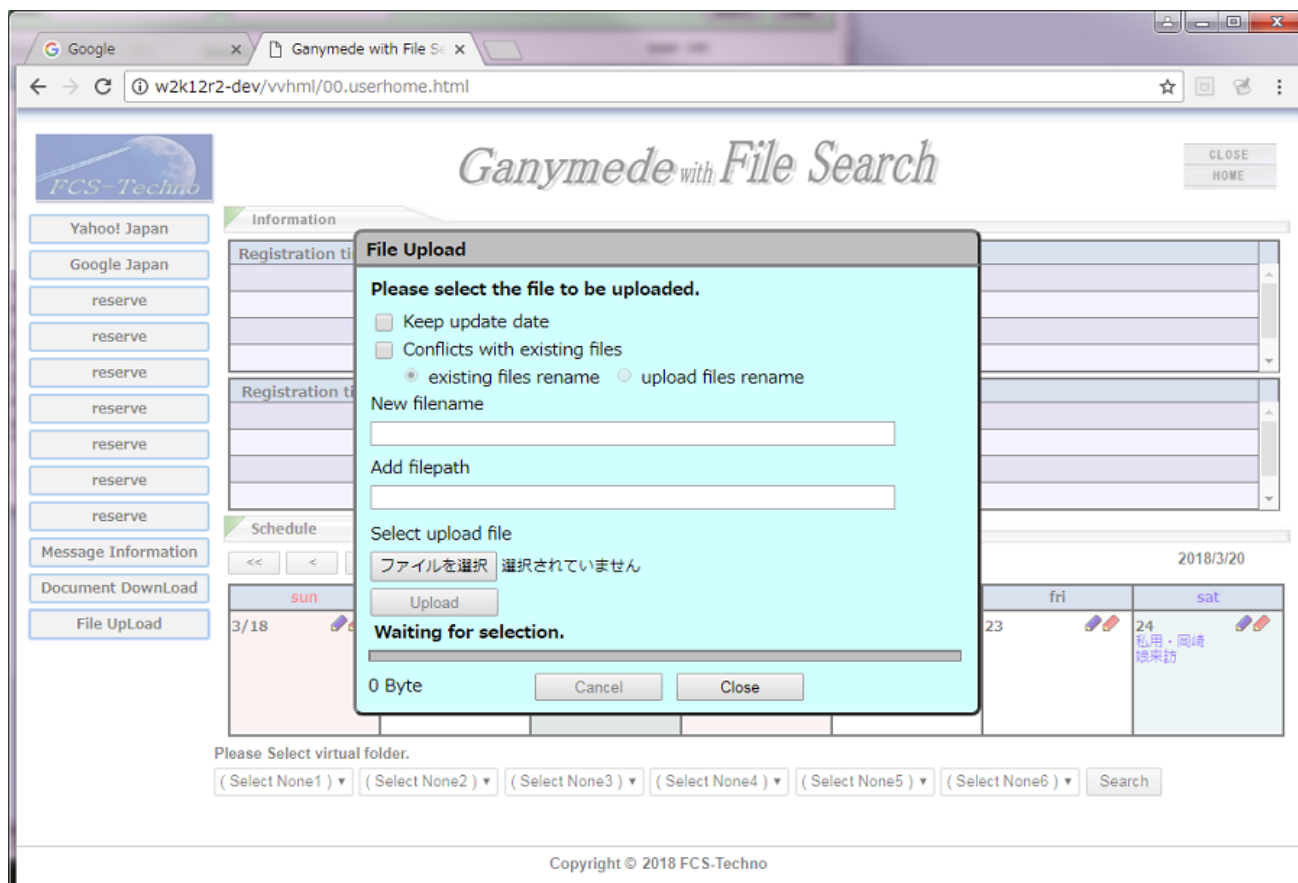 Google
Ganymede with File Se
w2k12r2-dev/vvhml/00.userhome.html
FCS-Techno
Ganymede with File Search
CLOSE
HOME
Yahoo! Japan
Google Japan
reserve
reserve
reserve
reserve
reserve
reserve
reserve
Message Information
Document DownLoad
File UpLoad
Information
Registration ti
Registration ti
File Upload
Please select the file to be uploaded.
Keep update date
Conflicts with existing files
existing files rename upload files rename
New filename
Add filepath
Select upload file
ファイルを選択 選択されていません
Upload
Waiting for selection.
0 Byte Cancel Close
Schedule
<< < 2018/3/20
sun fri sat
3/18 23 24
私用・岡崎
娘来訪
Please Select virtual folder.
( Select None1 ) ( Select None2 ) ( Select None3 ) ( Select None4 ) ( Select None5 ) ( Select None6 ) Search
Copyright © 2018 FCS-Techno